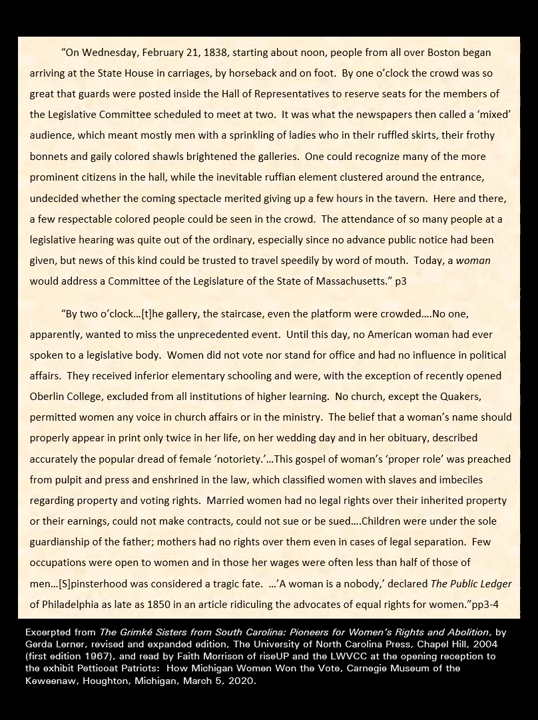 “On Wednesday, February 21, 1838, starting about noon, people from all over Boston began
arriving at the State House in carriages, by horseback and on foot.  By one o’clock the crowd was so
great that guards were posted inside the Hall of Representatives to reserve seats for the members of
the Legislative Committee scheduled to meet at two.  It was what the newspapers then called a ‘mixed’
audience, which meant mostly men with a sprinkling of ladies who in their ruffled skirts, their frothy
bonnets and gaily colored shawls brightened the galleries.  One could recognize many of the more
prominent citizens in the hall, while the inevitable ruffian element clustered around the entrance,
undecided whether the coming spectacle merited giving up a few hours in the tavern.  Here and there,
a few respectable colored people could be seen in the crowd.  The attendance of so many people at a
legislative hearing was quite out of the ordinary, especially since no advance public notice had been
given, but news of this kind could be trusted to travel speedily by word of mouth.  Today, a woman
would address a Committee of the Legislature of the State of Massachusetts.” p3
“By two o’clock…[t]he gallery, the staircase, even the platform were crowded….No one,
apparently, wanted to miss the unprecedented event.  Until this day, no American woman had ever
spoken to a legislative body.  Women did not vote nor stand for office and had no influence in political
affairs.  They received inferior elementary schooling and were, with the exception of recently opened
Oberlin College, excluded from all institutions of higher learning.  No church, except the Quakers,
permitted women any voice in church affairs or in the ministry.  The belief that a woman’s name should
properly appear in print only twice in her life, on her wedding day and in her obituary, described
accurately the popular dread of female ‘notoriety.’…This gospel of woman’s ‘proper role’ was preached
from pulpit and press and enshrined in the law, which classified women with slaves and imbeciles
regarding property and voting rights.  Married women had no legal rights over their inherited property
or their earnings, could not make contracts, could not sue or be sued….Children were under the sole
guardianship of the father; mothers had no rights over them even in cases of legal separation.  Few
occupations were open to women and in those her wages were often less than half of those of
men…[S]pinsterhood was considered a tragic fate.  …’A woman is a nobody,’ declared The Public Ledger
of Philadelphia as late as 1850 in an article ridiculing the advocates of equal rights for women.”pp3-4
Excerpted from The Grimké Sisters from South Carolina: Pioneers for Women’s Rights and Abolition, by
Gerda Lerner, revised and expanded edition, The University of North Carolina Press, Chapel Hill, 2004
(first edition 1967), and read by Faith Morrison of riseUP and the LWVCC at the opening reception to
the exhibit Petticoat Patriots:  How Michigan Women Won the Vote, Carnegie Museum of the
Keweenaw, Houghton, Michigan, March 5, 2020.